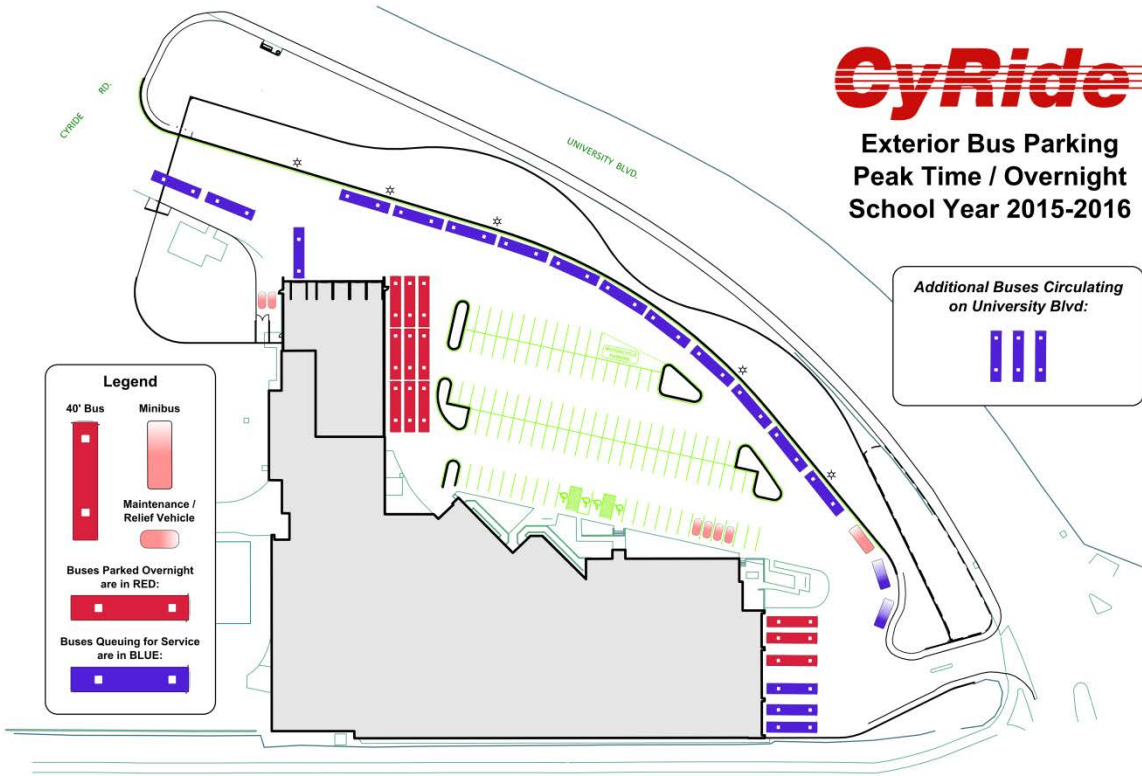 CYRIDE RD.
UNIVERSITY BLVD.
CyRide
Exterior Bus Parking
Peak Time / Overnight
School Year 2015-2016
Additional Buses Circulating
on University Blvd:
Legend
40' Bus
Minibus
Maintenance /
Relief Vehicle
Buses Parked Overnight
are in RED:
Buses Queuing for Service
are in BLUE: